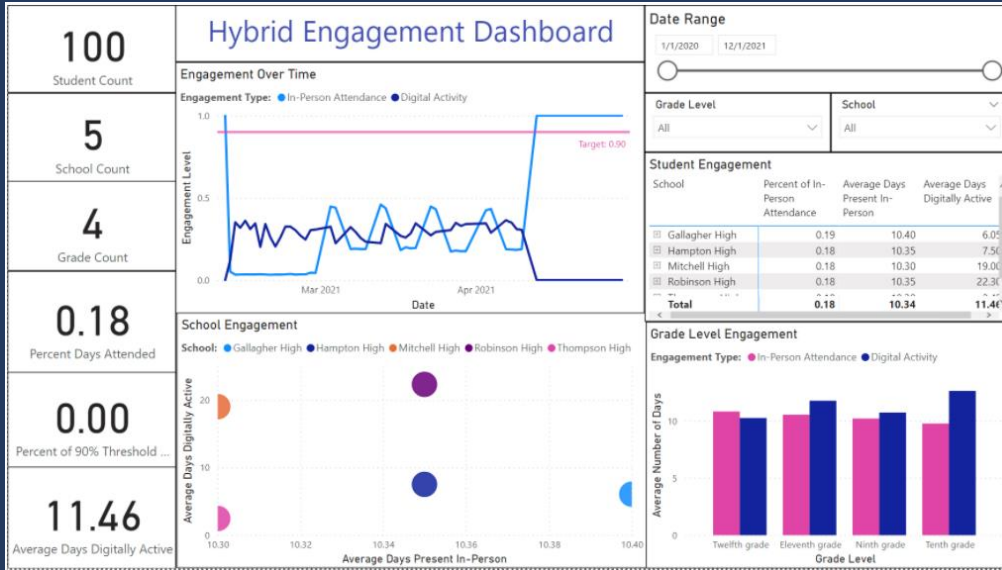 100
Student Count
5
School Count
4
Grade Count
0.18
Percent Days Attended
0.00
Percent of 90% Threshold ...
11.46
Average Days Digitally Active
Hybrid Engagement Dashboard
Engagement Over Time
Engagement Type: In-Person Attendance Digital Activity
Engagement Level
1.0
0.5
0.0
Target: 0.90
Mar 2021 Apr 2021
Date
School Engagement
School: Gallagher High Hampton High Mitchell High Robinson High Thompson High
Average Days Digitally Active
20
10
0
10.30 10.32 10.34 10.36 10.38 10.40
Average Days Present In-Person
Date Range
1/1/2020 12/1/2021
Grade Level
All
School
All
Student Engagement
School Percent of In-Person Attendance Average Days Present In-Person Average Days Digitally Active
Gallagher High 0.19 10.40 6.05
Hampton High 0.18 10.35 7.50
Mitchell High 0.18 10.30 19.00
Robinson High 0.18 10.35 22.30
Total 0.18 10.34 11.46
Grade Level Engagement
Engagement Type: In-Person Attendance Digital Activity
Average Number of Days
10
5
0
Twelfth grade Eleventh grade Ninth grade Tenth grade
Grade Level